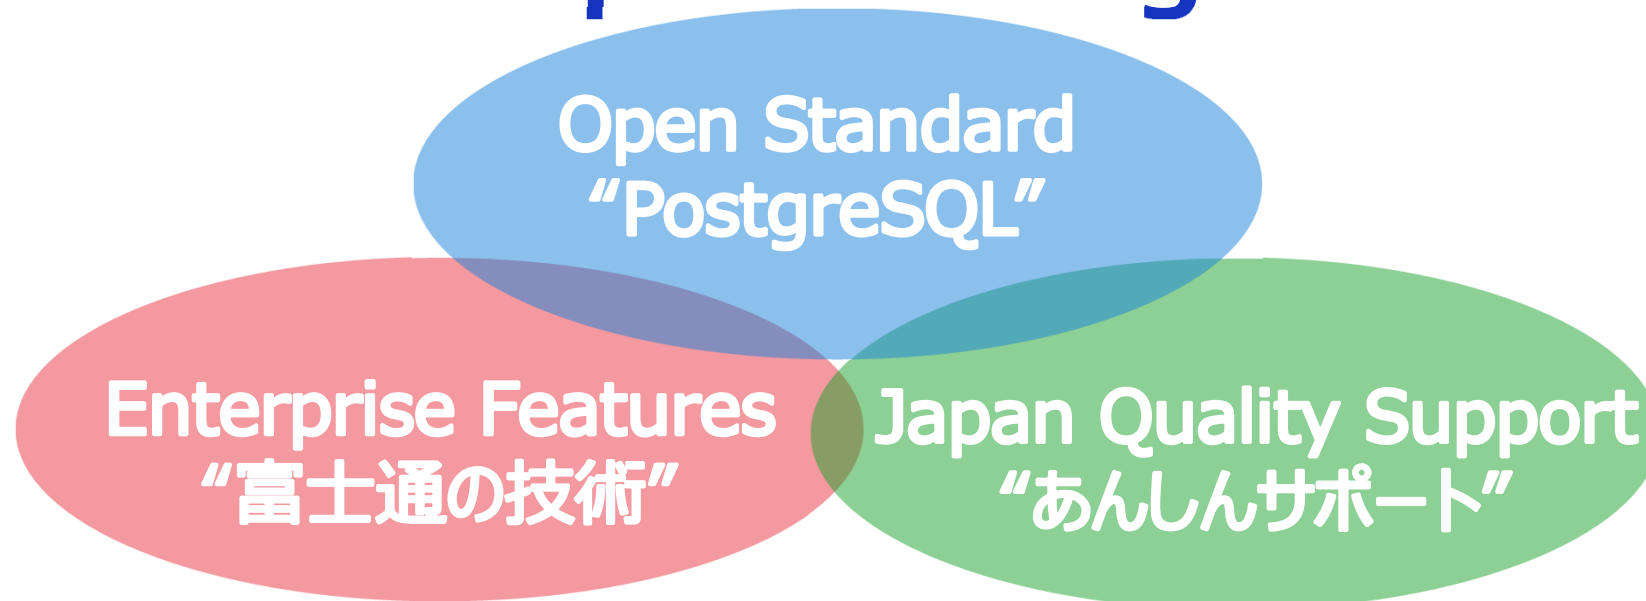 Open Standard
“PostgreSQL”
Enterprise Features
“富士通の技術”
Japan Quality Support
“あんしんサポート”